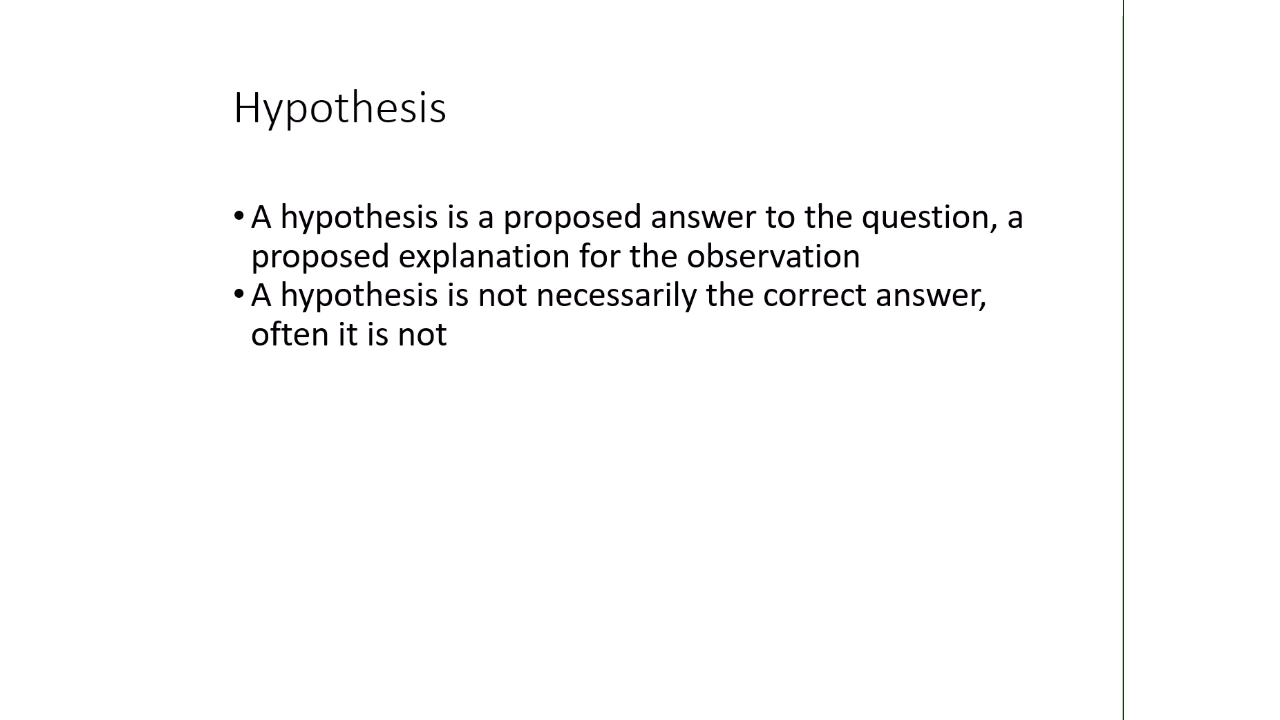 Hypothesis
• A hypothesis is a proposed answer to the question, a
proposed explanation for the observation
• A hypothesis is not necessarily the correct answer,
often it is not